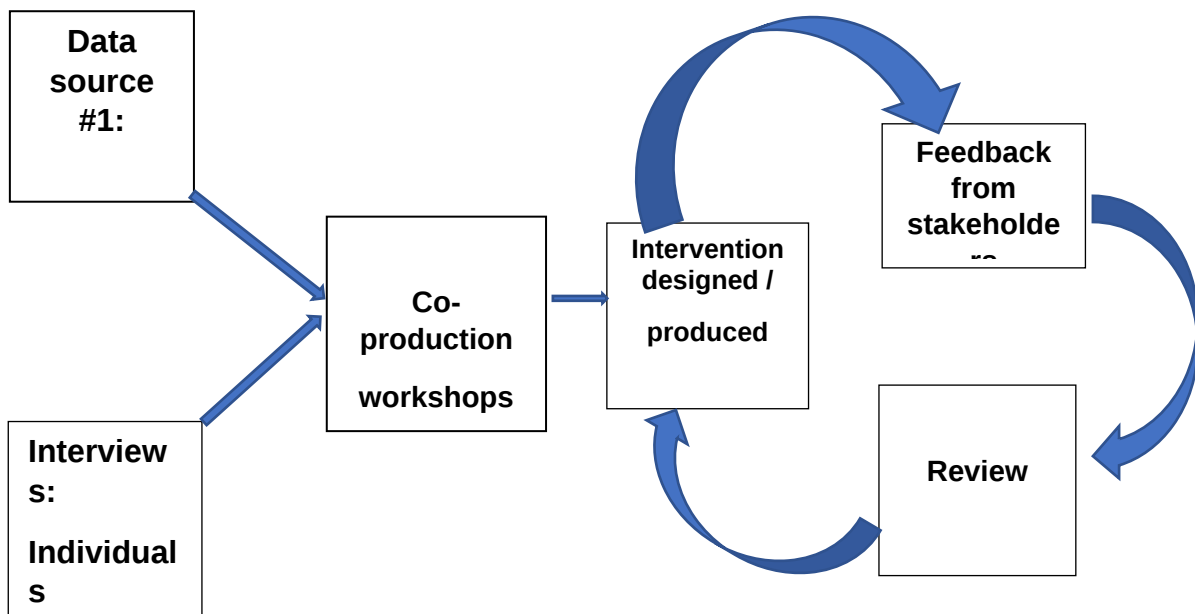 Data
source
#1:
Interview
s:
Individual
s
Co-
production
workshops
Intervention
designed /
produced
Feedback
from
stakeholde
Review